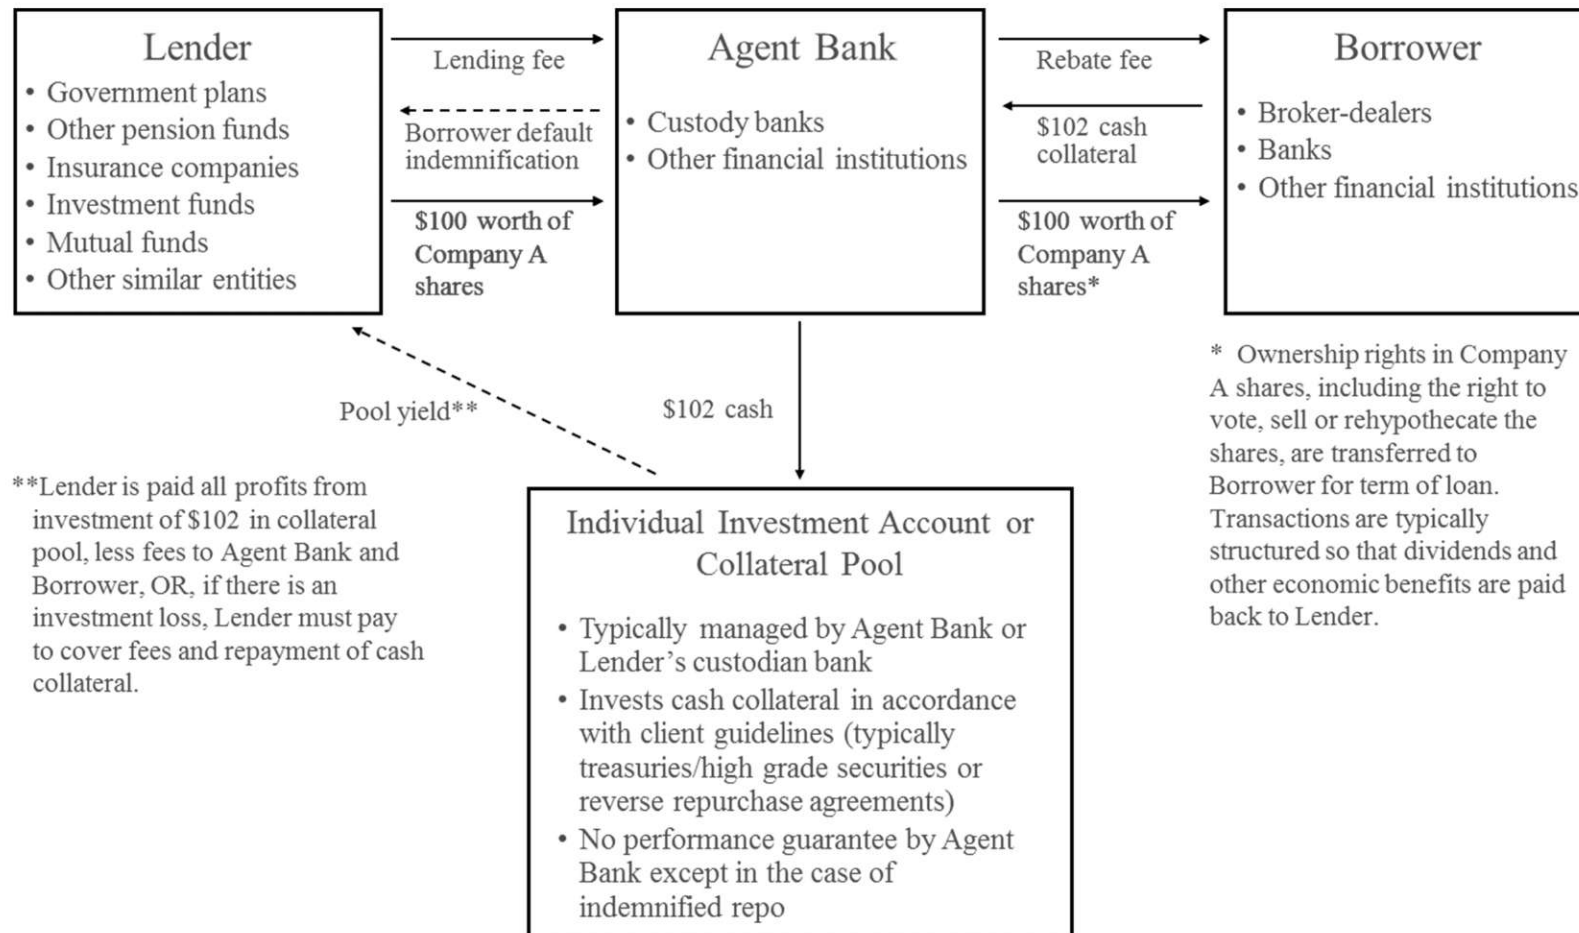 Lender
• Government plans
• Other pension funds
• Insurance companies
• Investment funds
• Mutual funds
• Other similar entities
Lending fee
Borrower default
indemnification
$100 worth of
Company A
shares
Agent Bank
• Custody banks
• Other financial institutions
Rebate fee
$102 cash
collateral
$100 worth of
Company A
shares*
Borrower
• Broker-dealers
• Banks
• Other financial institutions
Pool yield**
$102 cash
* Ownership rights in Company
A shares, including the right to
vote, sell or rehypothecate the
shares, are transferred to
Borrower for term of loan.
Transactions are typically
structured so that dividends and
other economic benefits are paid
back to Lender.
**Lender is paid all profits from
investment of $102 in collateral
pool, less fees to Agent Bank and
Borrower, OR, if there is an
investment loss, Lender must pay
to cover fees and repayment of cash
collateral.
Individual Investment Account or
Collateral Pool
• Typically managed by Agent Bank or
Lender’s custodian bank
• Invests cash collateral in accordance
with client guidelines (typically
treasuries/high grade securities or
reverse repurchase agreements)
• No performance guarantee by Agent
Bank except in the case of
indemnified repo